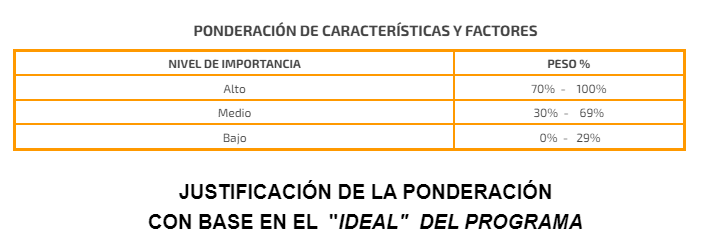 PONDERACIÓN DE CARACTERÍSTICAS Y FACTORES
NIVEL DE IMPORTANCIA PESO %
Alto 70% - 100%
Medio 30% - 69%
Bajo 0% - 29%
JUSTIFICACIÓN DE LA PONDERACIÓN
CON BASE EN EL "IDEAL" DEL PROGRAMA